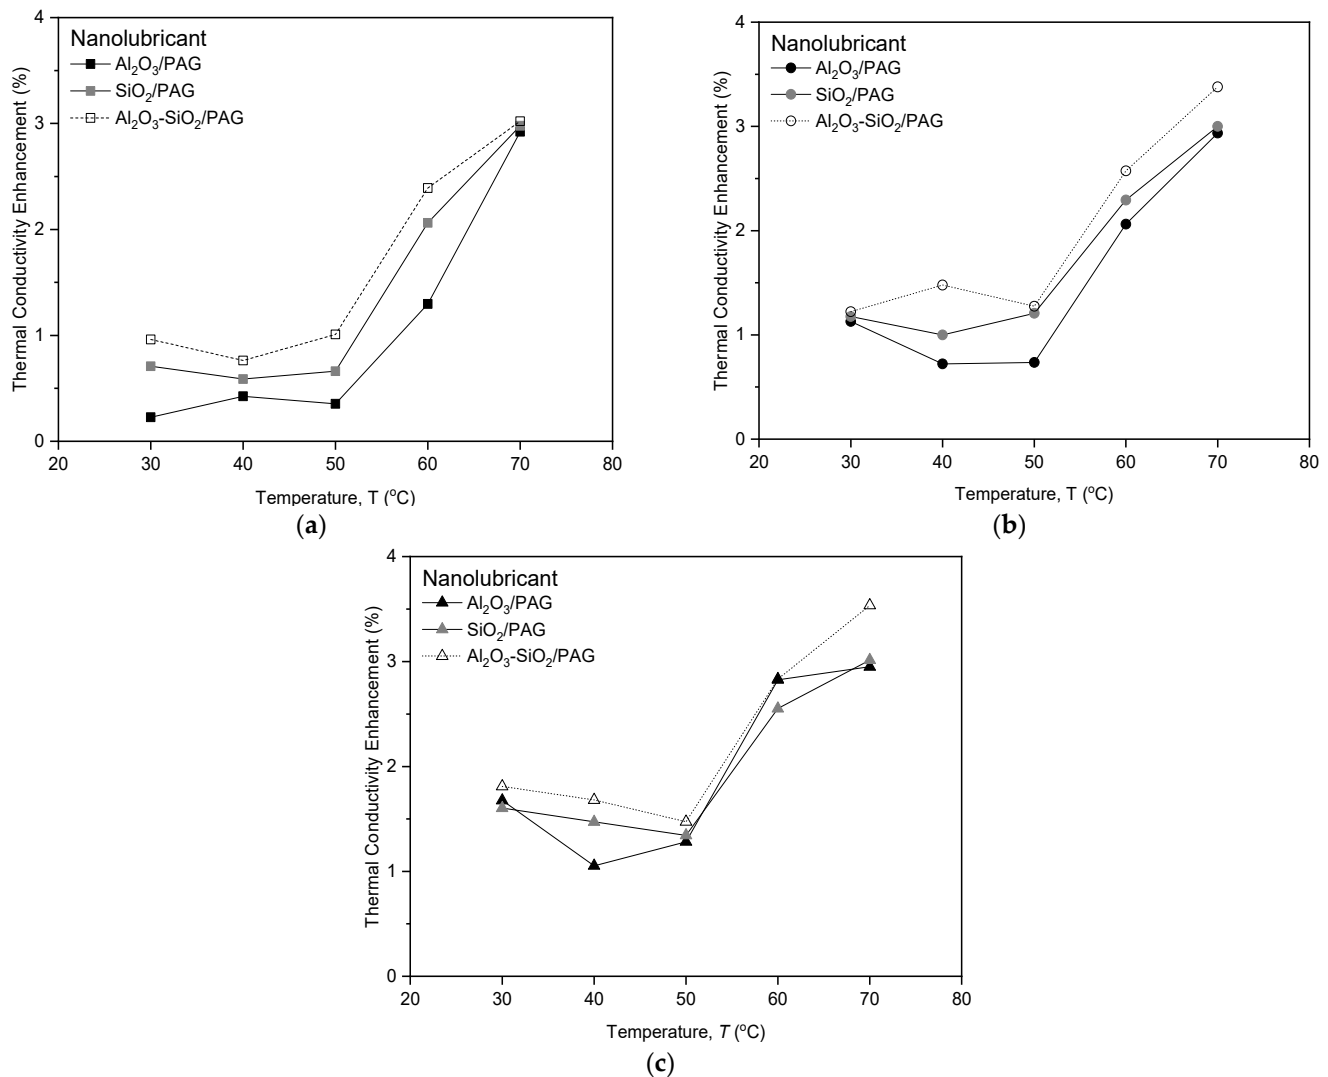 Nanolubricant
Al₂O₃/PAG
SiO₂/PAG
Al₂O₃-SiO₂/PAG
Thermal Conductivity Enhancement (%)
4
3
2
1
0
20 30 40 50 60 70 80
Temperature, T (°C)
(a)
Nanolubricant
Al₂O₃/PAG
SiO₂/PAG
Al₂O₃-SiO₂/PAG
Thermal Conductivity Enhancement (%)
4
3
2
1
0
20 30 40 50 60 70 80
Temperature, T (°C)
(b)
Nanolubricant
Al₂O₃/PAG
SiO₂/PAG
Al₂O₃-SiO₂/PAG
Thermal Conductivity Enhancement (%)
4
3
2
1
0
20 30 40 50 60 70 80
Temperature, T (°C)
(c)